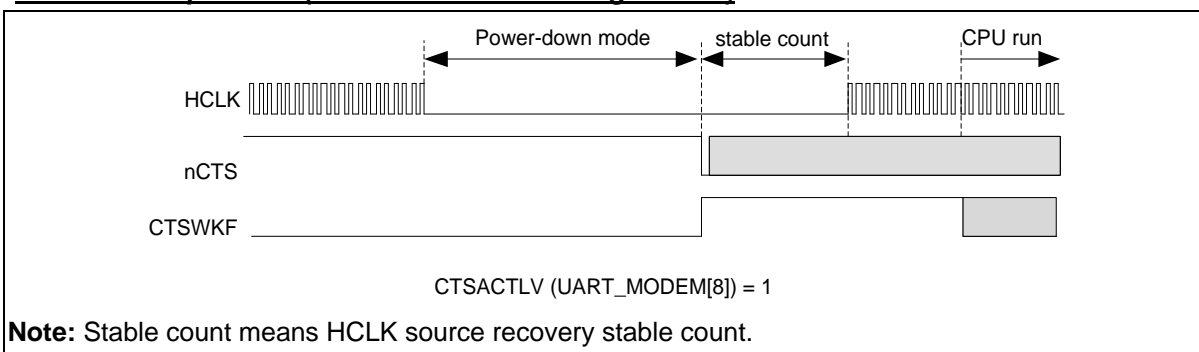 Power-down mode stable count CPU run
HCLK
nCTS
CTSWKF
CTSACTLV (UART_MODEM[8]) = 1
Note: Stable count means HCLK source recovery stable count.